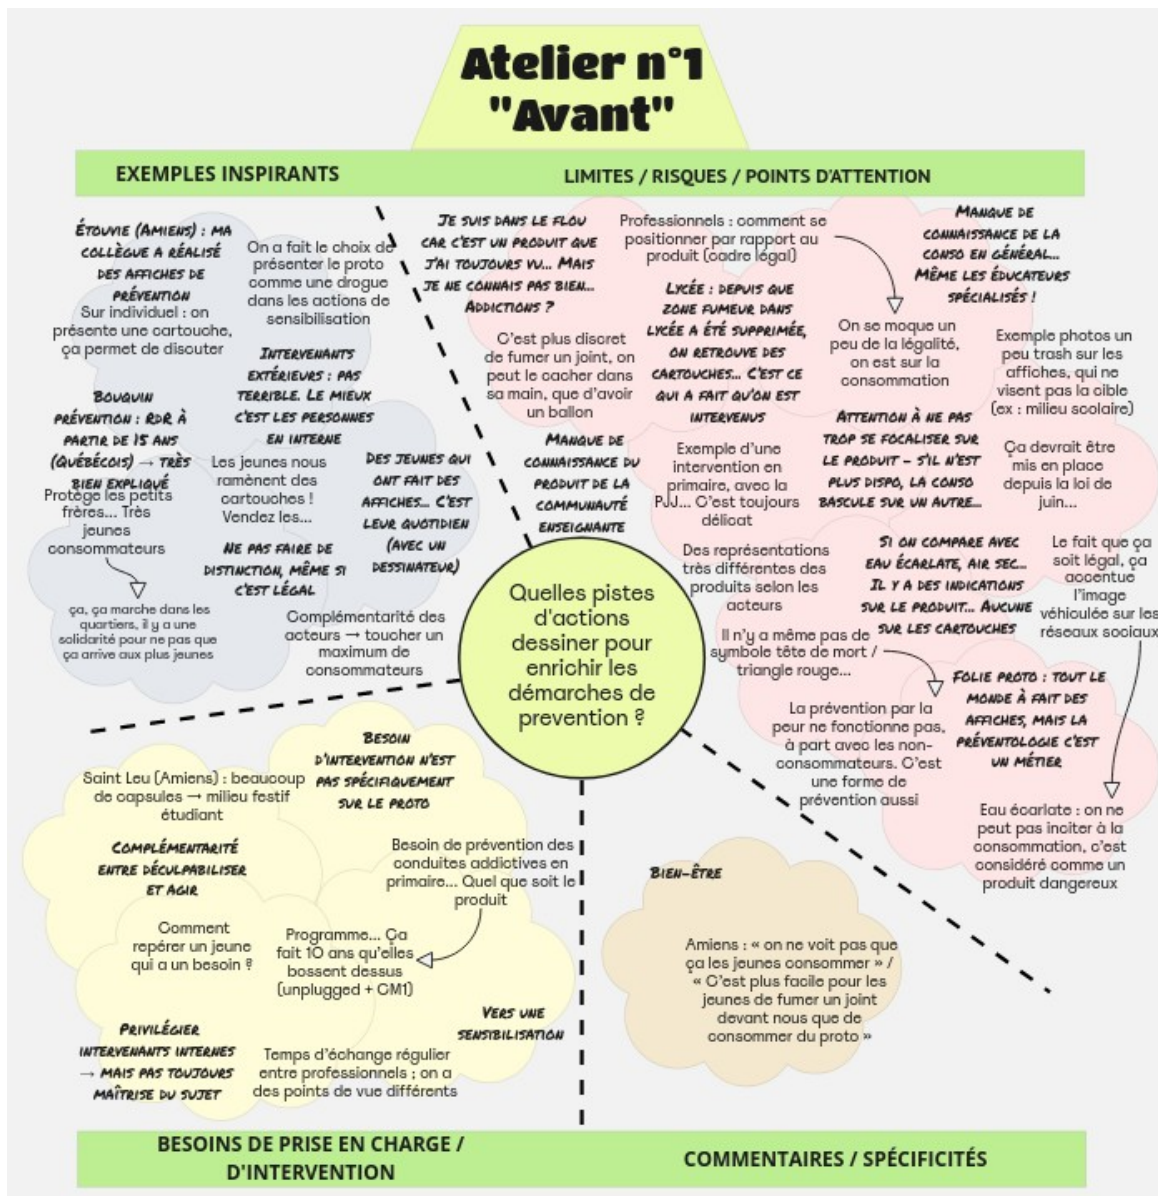 Atelier n°1
"Avant"
EXEMPLES INSPIRANTS
LIMITES / RISQUES / POINTS D'ATTENTION
ÉTOUVIE (AMIENS) : MA
COLLÈGUE A RÉALISÉ
DES AFFICHES DE
PRÉVENTION
Sur individuel : on
présente une cartouche,
ça permet de discuter
On a fait le choix de
présenter le proto
comme une drogue
dans les actions de
sensibilisation
INTERVENANTS
EXTÉRIEURS : PAS
TERRIBLE. LE MIEUX
C'EST LES PERSONNES
EN INTERNE
BOUQUIN
PRÉVENTION : RDR À
PARTIR DE 15 ANS
(QUÉBÉCOIS) → TRÈS
BIEN EXPLIQUÉ
Protège les petits
frères... Très
jeunes
consommateurs
Les jeunes nous
ramènent des
cartouches !
Vendez les...
DES JEUNES QUI
ONT FAIT DES
AFFICHES... C'EST
LEUR QUOTIDIEN
(AVEC UN
DESSINATEUR)
NE PAS FAIRE DE
DISTINCTION, MÊME SI
C'EST LÉGAL
ça, ça marche dans les
quartiers, il y a une
solidarité pour ne pas que
ça arrive aux plus jeunes
Complémentarité des
acteurs → toucher un
maximum de
consommateurs
JE SUIS DANS LE FLOU
CAR C'EST UN PRODUIT QUE
J'AI TOUJOURS VU... MAIS
JE NE CONNAIS PAS BIEN...
ADDICTIONS ?
Professionnels : comment se
positionner par rapport au
produit (cadre légal)
MANQUE DE
CONNAISSANCE DE LA
CONSO EN GÉNÉRAL...
MÊME LES ÉDUCATEURS
SPÉCIALISÉS !
C'est plus discret
de fumer un joint, on
peut le cacher dans
sa main, que d'avoir
un ballon
LYCÉE : DEPUIS QUE
ZONE FUMEUR DANS
LYCÉE A ÉTÉ SUPPRIMÉE,
ON RETROUVE DES
CARTOUCHES... C'EST CE
QUI A FAIT QU'ON EST
INTERVENUS
On se moque un
peu de la légalité,
on est sur la
consommation
Exemple photos un
peu trash sur les
affiches, qui ne
visent pas la cible
(ex : milieu scolaire)
MANQUE DE
CONNAISSANCE DU
PRODUIT DE LA
COMMUNAUTÉ
ENSEIGNANTE
Exemple d'une
intervention en
primaire, avec la
PJJ... C'est toujours
délicat
ATTENTION À NE PAS
TROP SE FOCALISER SUR
LE PRODUIT - S'IL N'EST
PLUS DISPO, LA CONSO
BASCULE SUR UN AUTRE...
Ça devrait être
mis en place
depuis la loi de
juin...
Des représentations
très différentes des
produits selon les
acteurs
SI ON COMPARE AVEC
EAU ÉCARLATE, AIR SEC...
IL Y A DES INDICATIONS
SUR LE PRODUIT... AUCUNE
SUR LES CARTOUCHES
Le fait que ça
soit légal, ça
accentue
l'image
véhiculée sur les
réseaux sociaux
Il n'y a même pas de
symbole tête de mort /
triangle rouge...
La prévention par la
peur ne fonctionne pas,
à part avec les non-
consommateurs. C'est
une forme de
prévention aussi
FOLIE PROTO : TOUT LE
MONDE À FAIT DES
AFFICHES, MAIS LA
PRÉVENTOLOGIE C'EST
UN MÉTIER
Eau écarlate : on ne
peut pas inciter à la
consommation, c'est
considéré comme un
produit dangereux
Quelles pistes
d'actions
dessiner pour
enrichir les
démarches de
prevention ?
BESOIN
D'INTERVENTION N'EST
PAS SPÉCIFIQUEMENT
SUR LE PROTO
Saint Leu (Amiens) : beaucoup
de capsules → milieu festif
étudiant
COMPLÉMENTARITÉ
ENTRE DÉCULPABILISER
ET AGIR
Besoin de prévention des
conduites addictives en
primaire... Quel que soit le
produit
Comment
repérer un jeune
qui a un besoin ?
Programme... Ça
fait 10 ans qu'elles
bossent dessus
(unplugged + CM1)
VERS UNE
SENSIBILISATION
PRIVILÉGIER
INTERVENANTS INTERNES
→ MAIS PAS TOUJOURS
MAÎTRISE DU SUJET
Temps d'échange régulier
entre professionnels ; on a
des points de vue différents
BIEN-ÊTRE
Amiens : « on ne voit pas que
ça les jeunes consommer » /
« C'est plus facile pour les
jeunes de fumer un joint
devant nous que de
consommer du proto »
BESOINS DE PRISE EN CHARGE /
D'INTERVENTION
COMMENTAIRES / SPÉCIFICITÉS